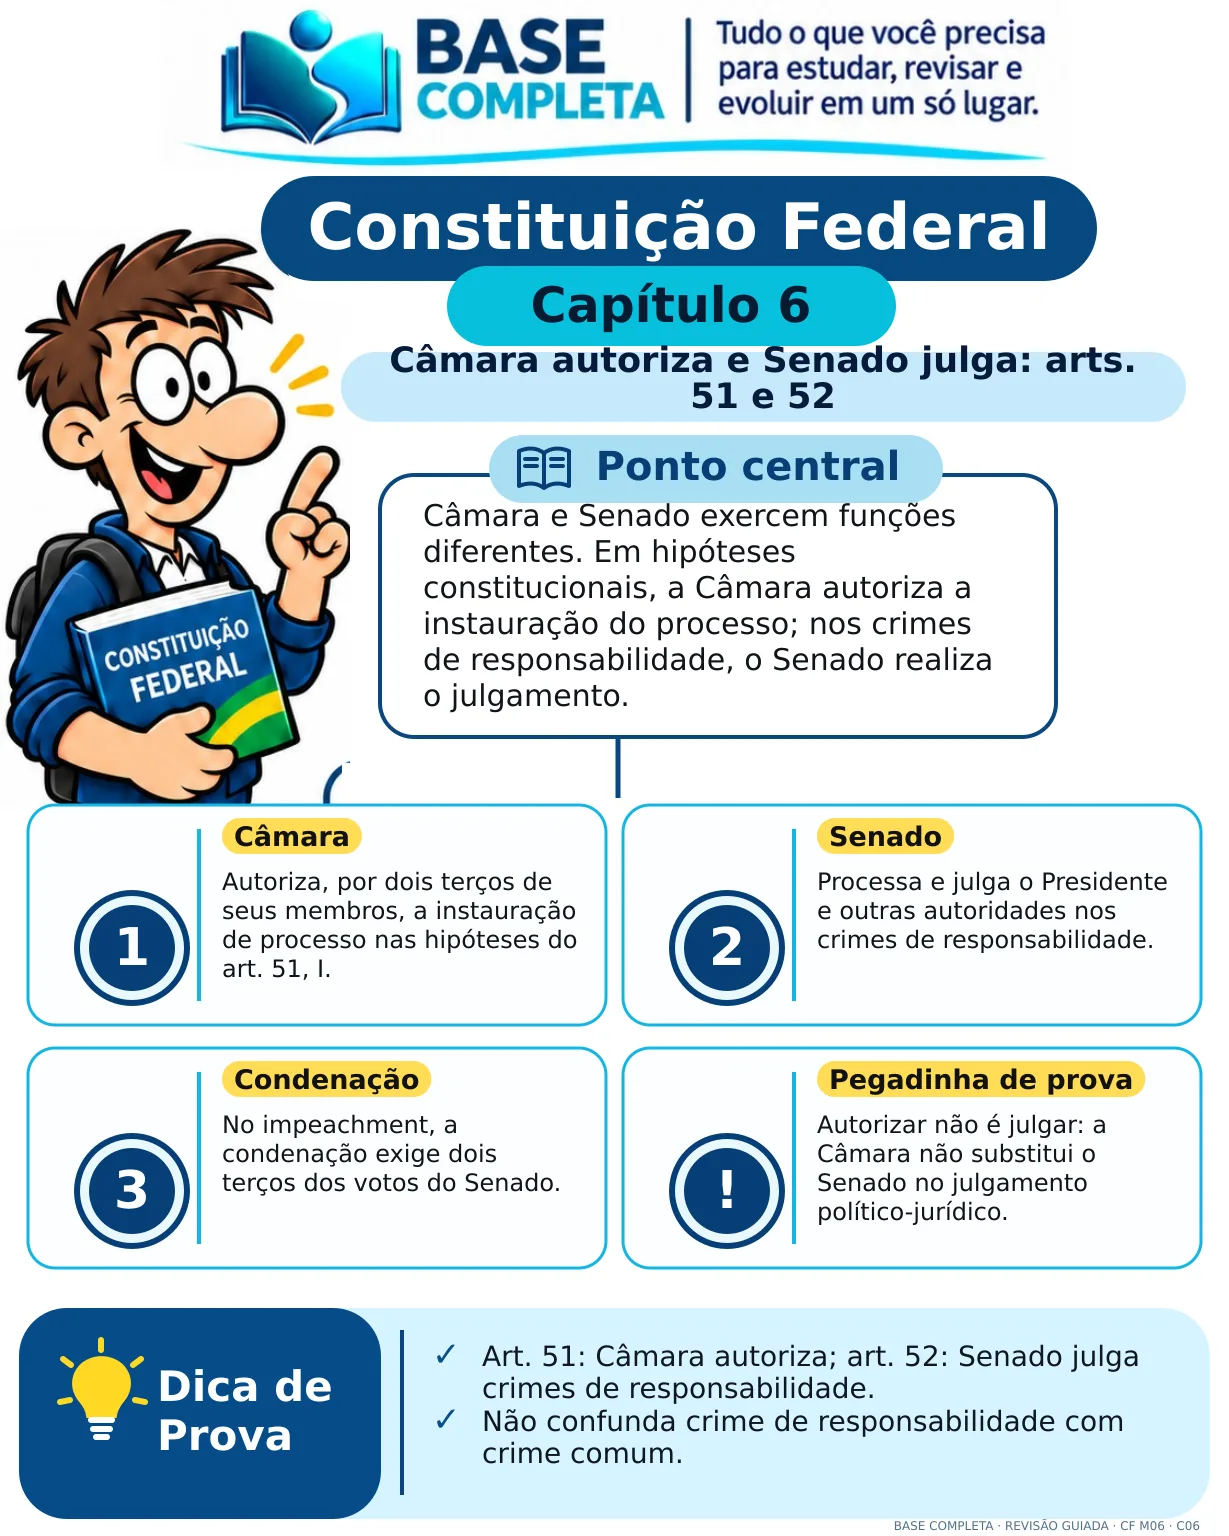 BASE
COMPLETA
Tudo o que você precisa
para estudar, revisar e
evoluir em um só lugar.
Constituição Federal
Capítulo 6
Câmara autoriza e Senado julga: arts.
51 e 52
Ponto central
Câmara e Senado exercem funções
diferentes. Em hipóteses
constitucionais, a Câmara autoriza a
instauração do processo; nos crimes
de responsabilidade, o Senado realiza
o julgamento.
CONSTITUIÇÃO
FEDERAL
1
Câmara
Autoriza, por dois terços de
seus membros, a instauração
de processo nas hipóteses do
art. 51, I.
2
Senado
Processa e julga o Presidente
e outras autoridades nos
crimes de responsabilidade.
3
Condenação
No impeachment, a
condenação exige dois
terços dos votos do Senado.
!
Pegadinha de prova
Autorizar não é julgar: a
Câmara não substitui o
Senado no julgamento
político-jurídico.
Dica de
Prova
✓ Art. 51: Câmara autoriza; art. 52: Senado julga
crimes de responsabilidade.
✓ Não confunda crime de responsabilidade com
crime comum.
BASE COMPLETA · REVISÃO GUIADA · CF M06 · C06